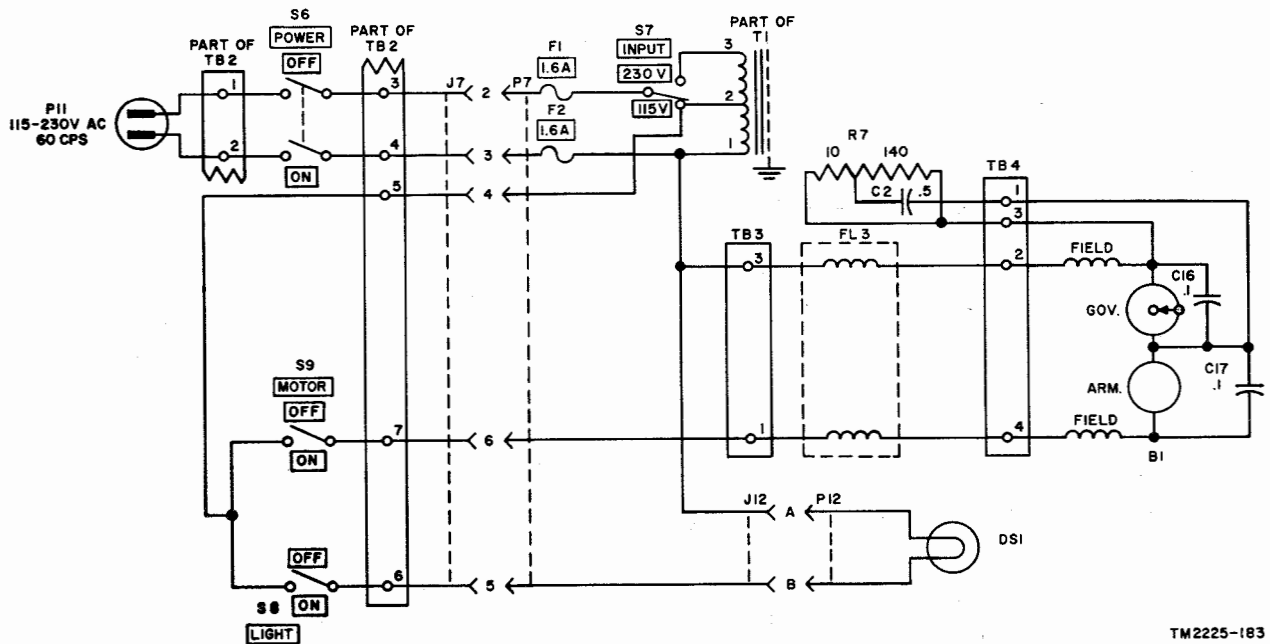 S6
POWER
OFF
ON
PART OF
TB2
1
2
PART OF
TB2
3
4
5
7
6
P11
115-230V AC
60 CPS
J7
P7
2
3
4
6
5
F1
1.6A
F2
1.6A
S7
INPUT
230 V
115V
PART OF
T1
3
2
1
R7
10
140
C2
.5
TB4
1
3
2
4
TB3
3
1
FL3
FIELD
GOV.
C16
.1
ARM.
C17
.1
FIELD
B1
S9
MOTOR
OFF
ON
OFF
ON
S8
LIGHT
J12
P12
A
B
DS1
TM2225-183